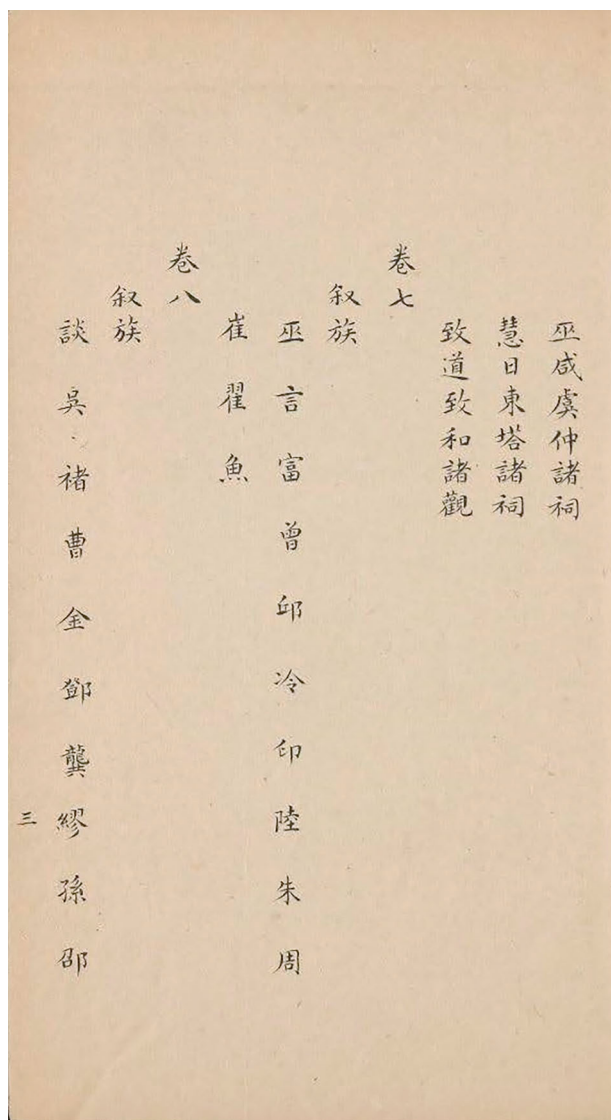 巫咸虞仲諸祠
慧日東塔諸祠
致道致和諸觀
卷七
叙族
巫言富曾邱冷印陸朱周
崔翟魚
卷八
叙族
談吳褚曹金鄧龔繆孫邵
三